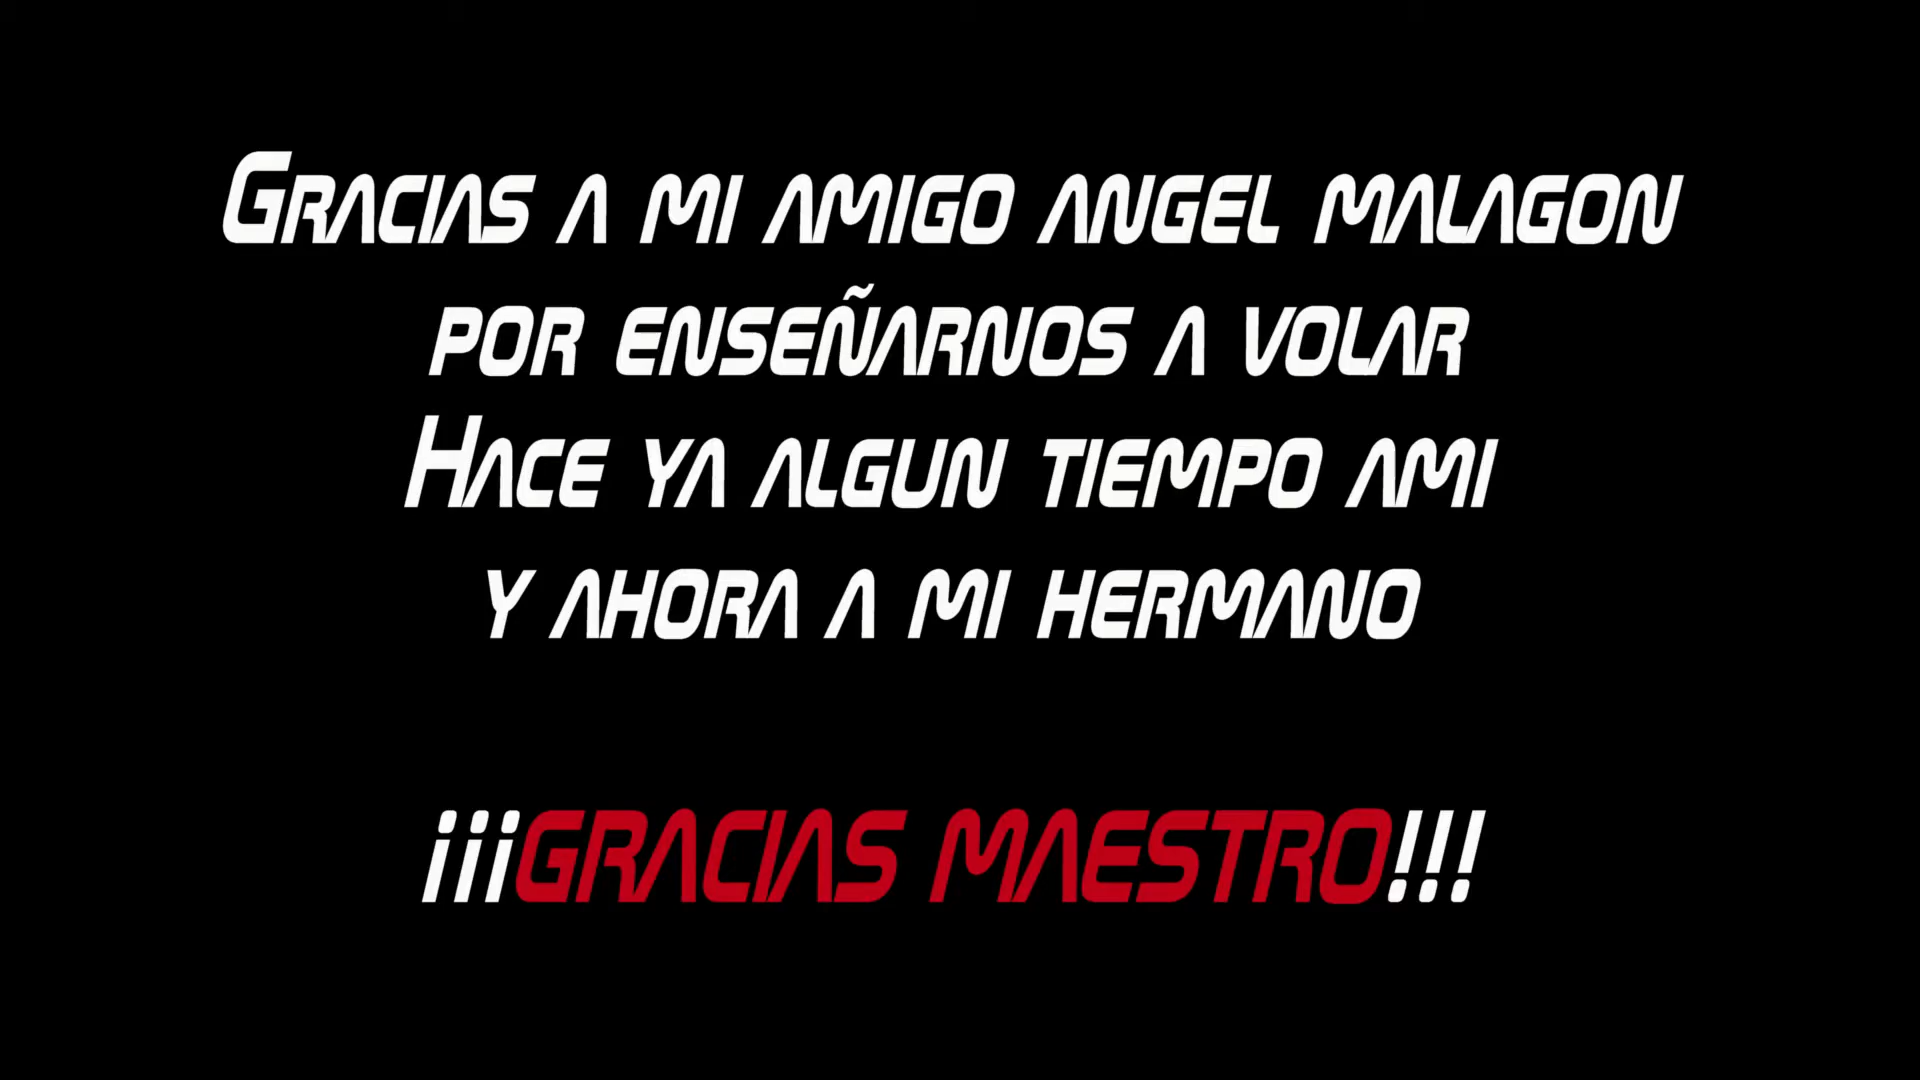 Gracias a mi amigo angel malagon
por enseñarnos a volar
Hace ya algun tiempo ami
y ahora a mi hermano
¡¡¡GRACIAS MAESTRO!!!